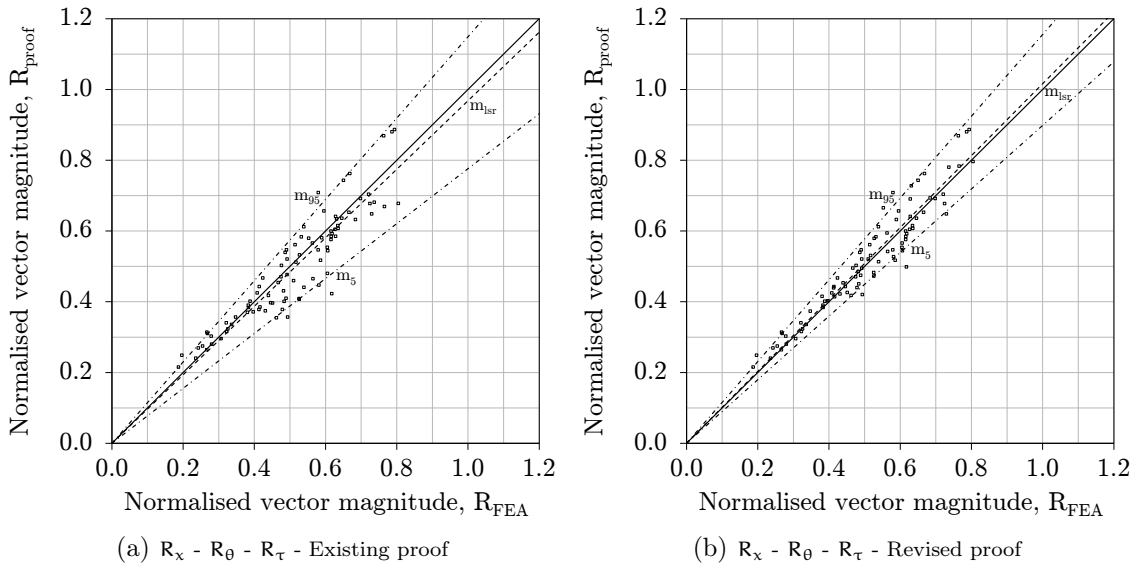 1.2
1.0
0.8
0.6
0.4
0.2
0.0
Normalised vector magnitude, R_proof
m_lsr
m_95
m_5
0.0 0.2 0.4 0.6 0.8 1.0 1.2
Normalised vector magnitude, R_FEA
(a) R_x - R_θ - R_τ - Existing proof
1.2
1.0
0.8
0.6
0.4
0.2
0.0
Normalised vector magnitude, R_proof
m_lsr
m_95
m_5
0.0 0.2 0.4 0.6 0.8 1.0 1.2
Normalised vector magnitude, R_FEA
(b) R_x - R_θ - R_τ - Revised proof